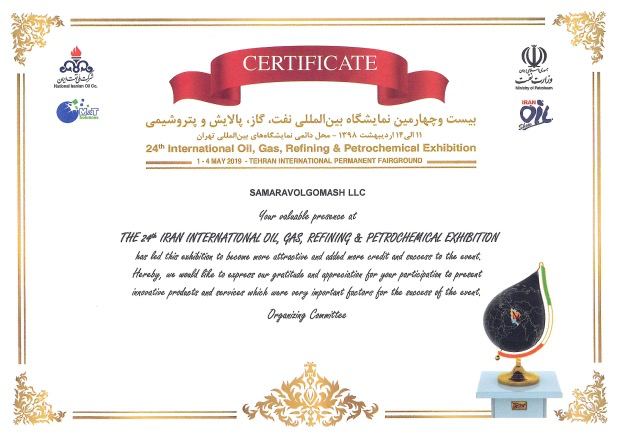 CERTIFICATE
شرکت ملی نفت ایران
National Iranian Oil Co.
M&T
Solutions
جمهوری اسلامی ایران
وزارت نفت
Ministry of Petroleum
IRAN
OIL
Show
بیست وچهارمین نمایشگاه بین‌المللی نفت، گاز، پالایش و پتروشیمی
۱۱ الی ۱۴ اردیبهشت ۱۳۹۸ - محل دائمی نمایشگاه‌های بین‌المللی تهران
24th International Oil, Gas, Refining & Petrochemical Exhibition
1 - 4 MAY 2019 - TEHRAN INTERNATIONAL PERMANENT FAIRGROUND
SAMARAVOLGOMASH LLC
Your valuable presence at
THE 24th IRAN INTERNATIONAL OIL, GAS, REFINING & PETROCHEMICAL EXHIBITION
has led this exhibition to become more attractive and added more credit and success to the event.
Hereby, we would like to express our gratitude and appreciation for your participation to present
innovative products and services which were very important factors for the success of the event.
Organizing Committee